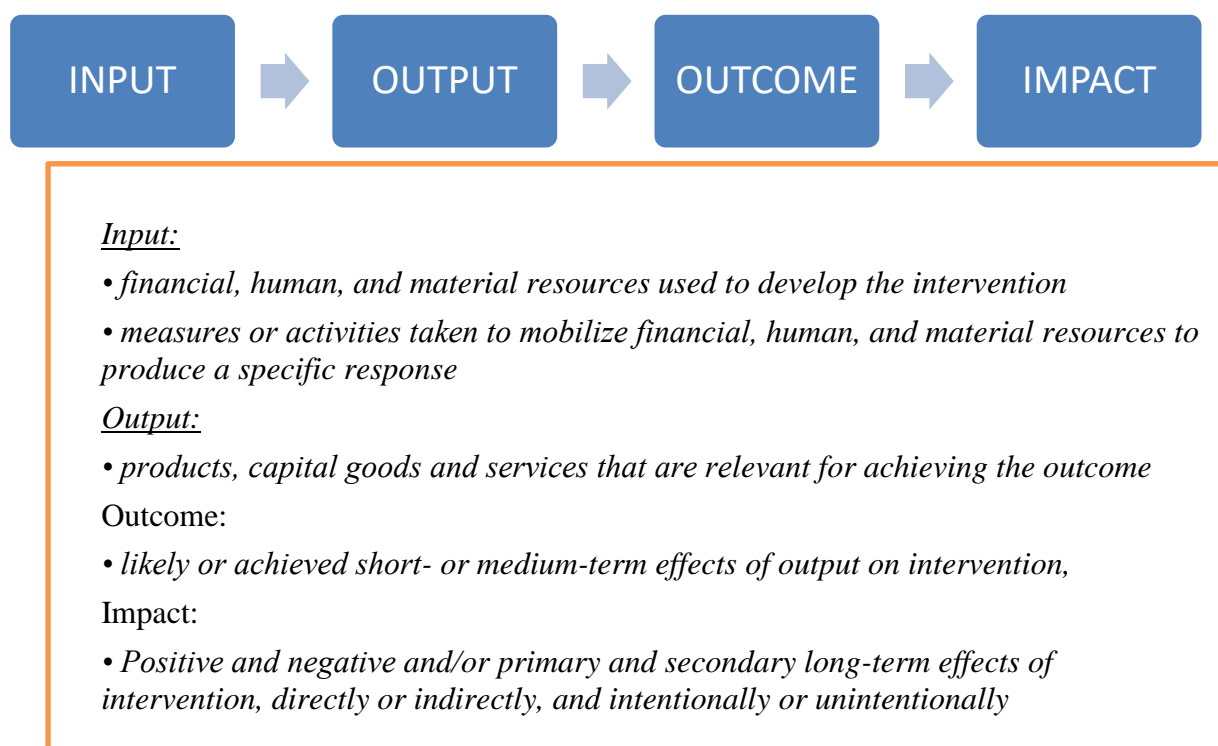 INPUT OUTPUT OUTCOME IMPACT
Input:
• financial, human, and material resources used to develop the intervention
• measures or activities taken to mobilize financial, human, and material resources to
produce a specific response
Output:
• products, capital goods and services that are relevant for achieving the outcome
Outcome:
• likely or achieved short- or medium-term effects of output on intervention,
Impact:
• Positive and negative and/or primary and secondary long-term effects of
intervention, directly or indirectly, and intentionally or unintentionally